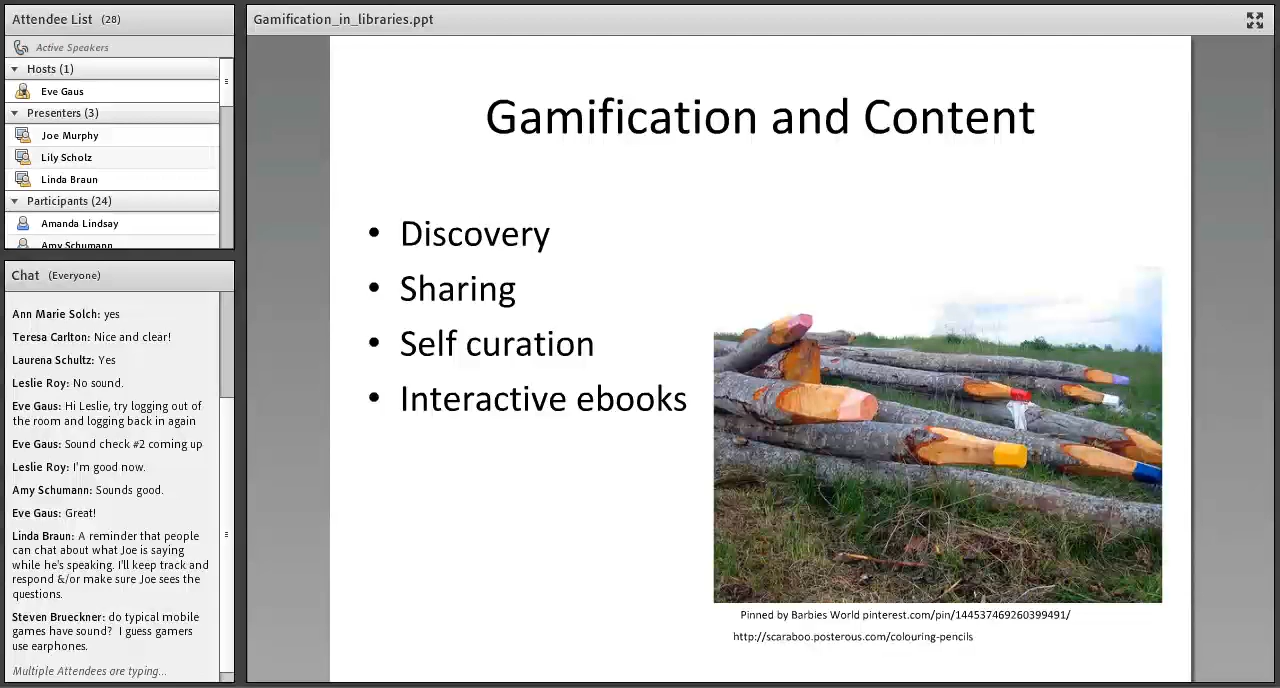 Attendee List (28)
Active Speakers
Hosts (1)
Eve Gaus
Presenters (3)
Joe Murphy
Lily Scholz
Linda Braun
Participants (24)
Amanda Lindsay
Amy Schumann
Chat (Everyone)
Ann Marie Solch: yes
Teresa Carlton: Nice and clear!
Laurena Schultz: Yes
Leslie Roy: No sound.
Eve Gaus: Hi Leslie, try logging out of
the room and logging back in again
Eve Gaus: Sound check #2 coming up
Leslie Roy: I'm good now.
Amy Schumann: Sounds good.
Eve Gaus: Great!
Linda Braun: A reminder that people
can chat about what Joe is saying
while he's speaking. I'll keep track and
respond &/or make sure Joe sees the
questions.
Steven Brueckner: do typical mobile
games have sound?  I guess gamers
use earphones.
Multiple Attendees are typing...
Gamification_in_libraries.ppt
Gamification and Content
• Discovery
• Sharing
• Self curation
• Interactive ebooks
Pinned by Barbies World pinterest.com/pin/144537469260399491/
http://scaraboo.posterous.com/colouring-pencils